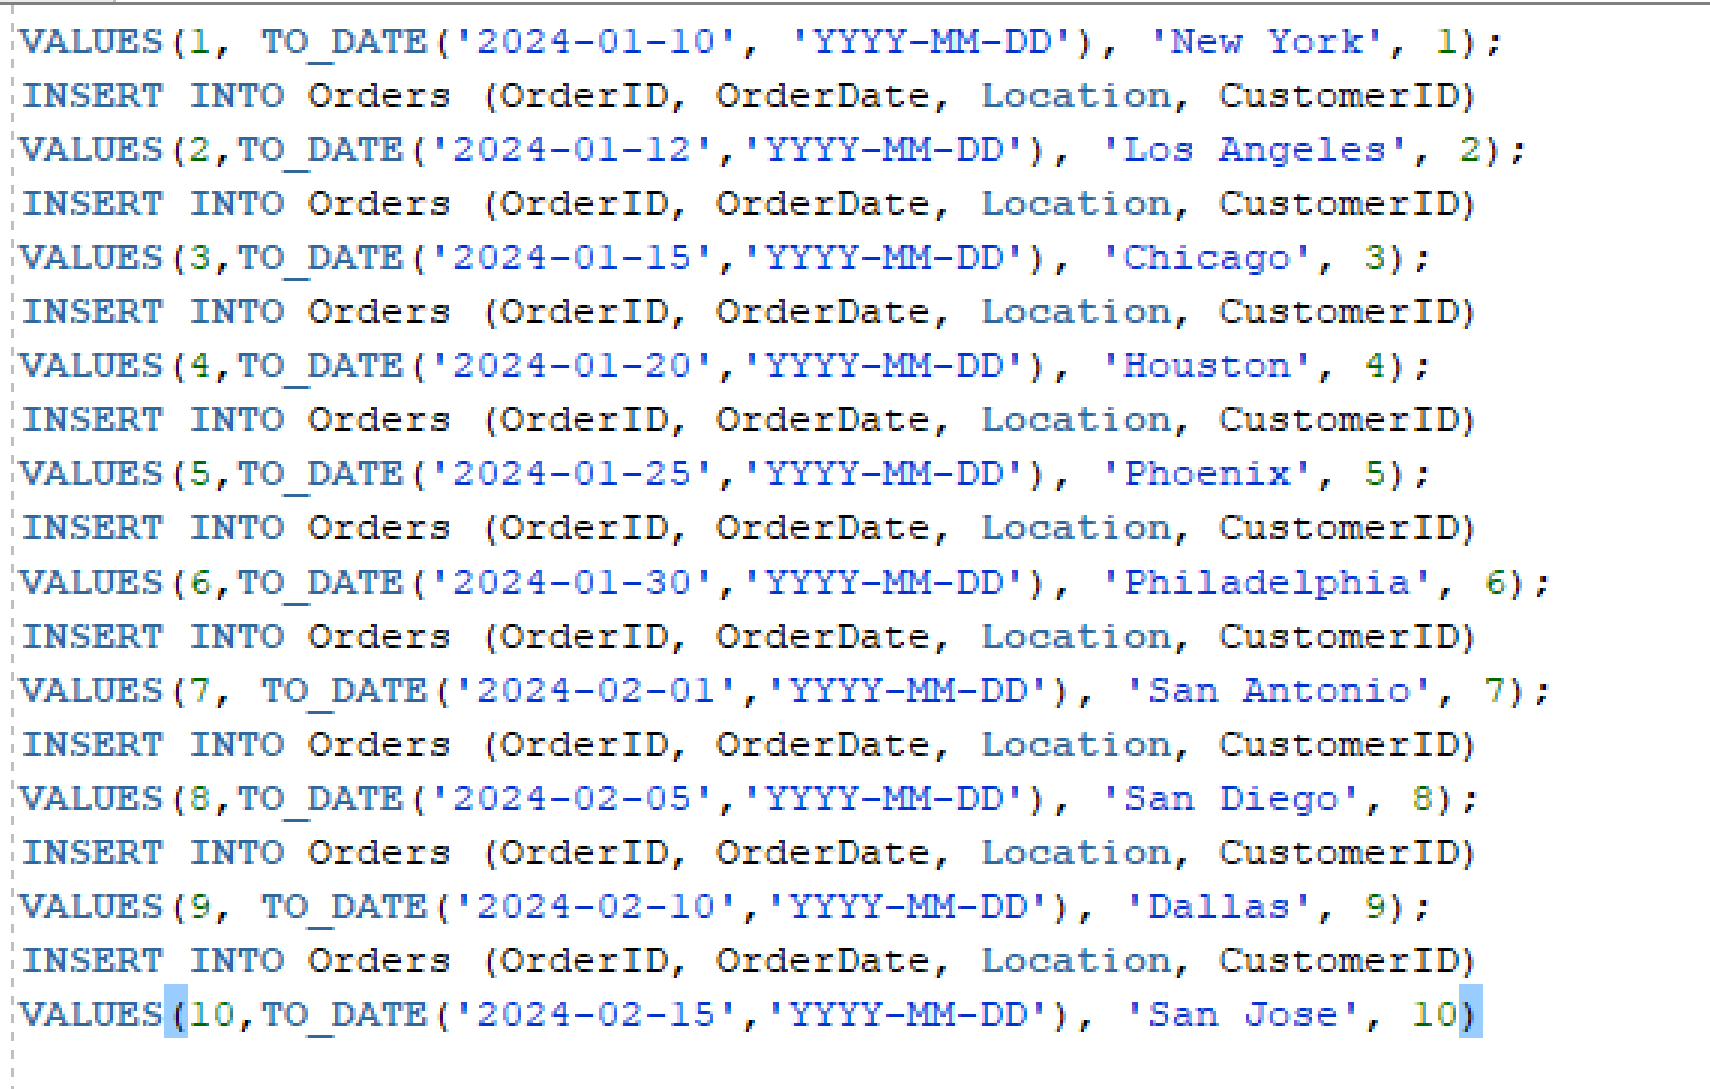 VALUES(1, TO_DATE('2024-01-10', 'YYYY-MM-DD'), 'New York', 1);
INSERT INTO Orders (OrderID, OrderDate, Location, CustomerID)
VALUES(2,TO_DATE('2024-01-12','YYYY-MM-DD'), 'Los Angeles', 2);
INSERT INTO Orders (OrderID, OrderDate, Location, CustomerID)
VALUES(3,TO_DATE('2024-01-15','YYYY-MM-DD'), 'Chicago', 3);
INSERT INTO Orders (OrderID, OrderDate, Location, CustomerID)
VALUES(4,TO_DATE('2024-01-20','YYYY-MM-DD'), 'Houston', 4);
INSERT INTO Orders (OrderID, OrderDate, Location, CustomerID)
VALUES(5,TO_DATE('2024-01-25','YYYY-MM-DD'), 'Phoenix', 5);
INSERT INTO Orders (OrderID, OrderDate, Location, CustomerID)
VALUES(6,TO_DATE('2024-01-30','YYYY-MM-DD'), 'Philadelphia', 6);
INSERT INTO Orders (OrderID, OrderDate, Location, CustomerID)
VALUES(7, TO_DATE('2024-02-01','YYYY-MM-DD'), 'San Antonio', 7);
INSERT INTO Orders (OrderID, OrderDate, Location, CustomerID)
VALUES(8,TO_DATE('2024-02-05','YYYY-MM-DD'), 'San Diego', 8);
INSERT INTO Orders (OrderID, OrderDate, Location, CustomerID)
VALUES(9, TO_DATE('2024-02-10','YYYY-MM-DD'), 'Dallas', 9);
INSERT INTO Orders (OrderID, OrderDate, Location, CustomerID)
VALUES(10,TO_DATE('2024-02-15','YYYY-MM-DD'), 'San Jose', 10)